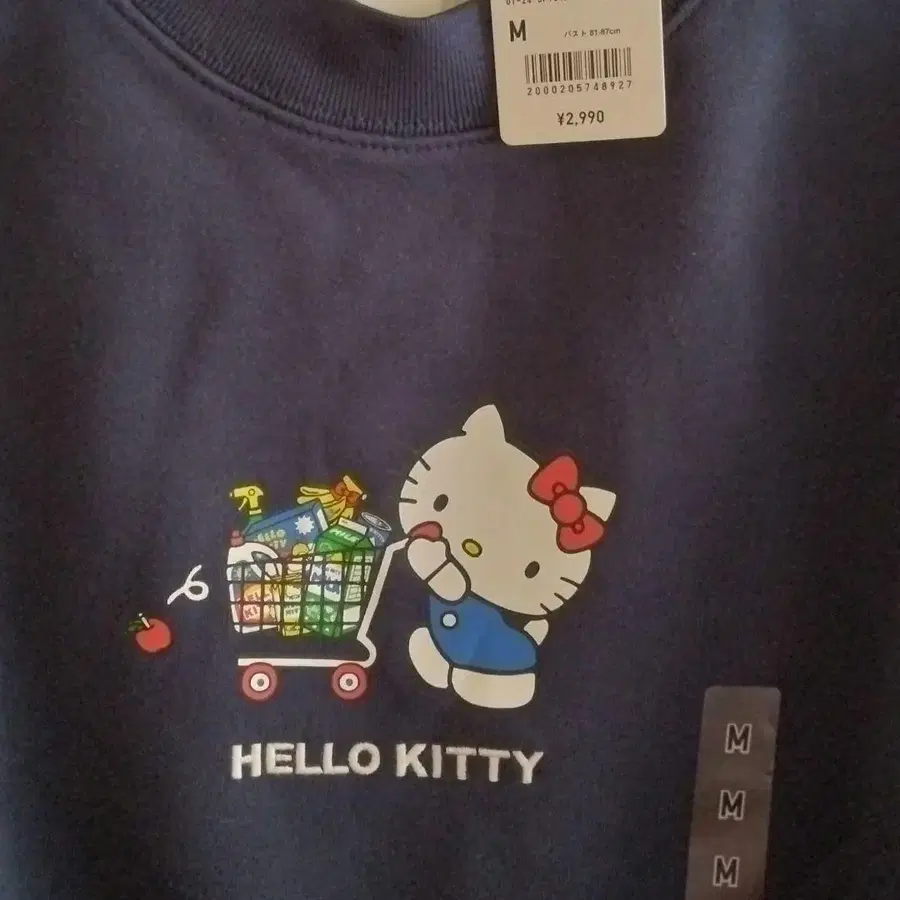 M
バスト 81-87cm
2000205748927
¥2,990
HELLO KITTY
M
M
M